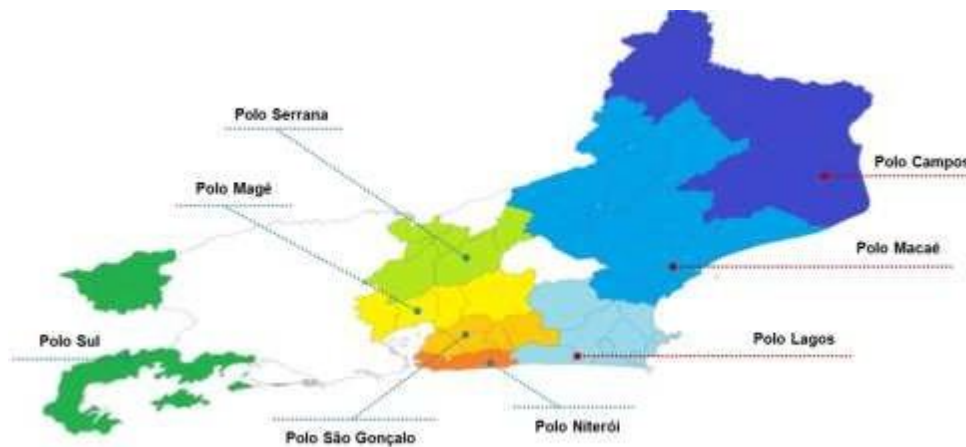 Polo Serrana
Polo Campos
Polo Magé
Polo Macaé
Polo Sul
Polo Lagos
Polo São Gonçalo
Polo Niterói